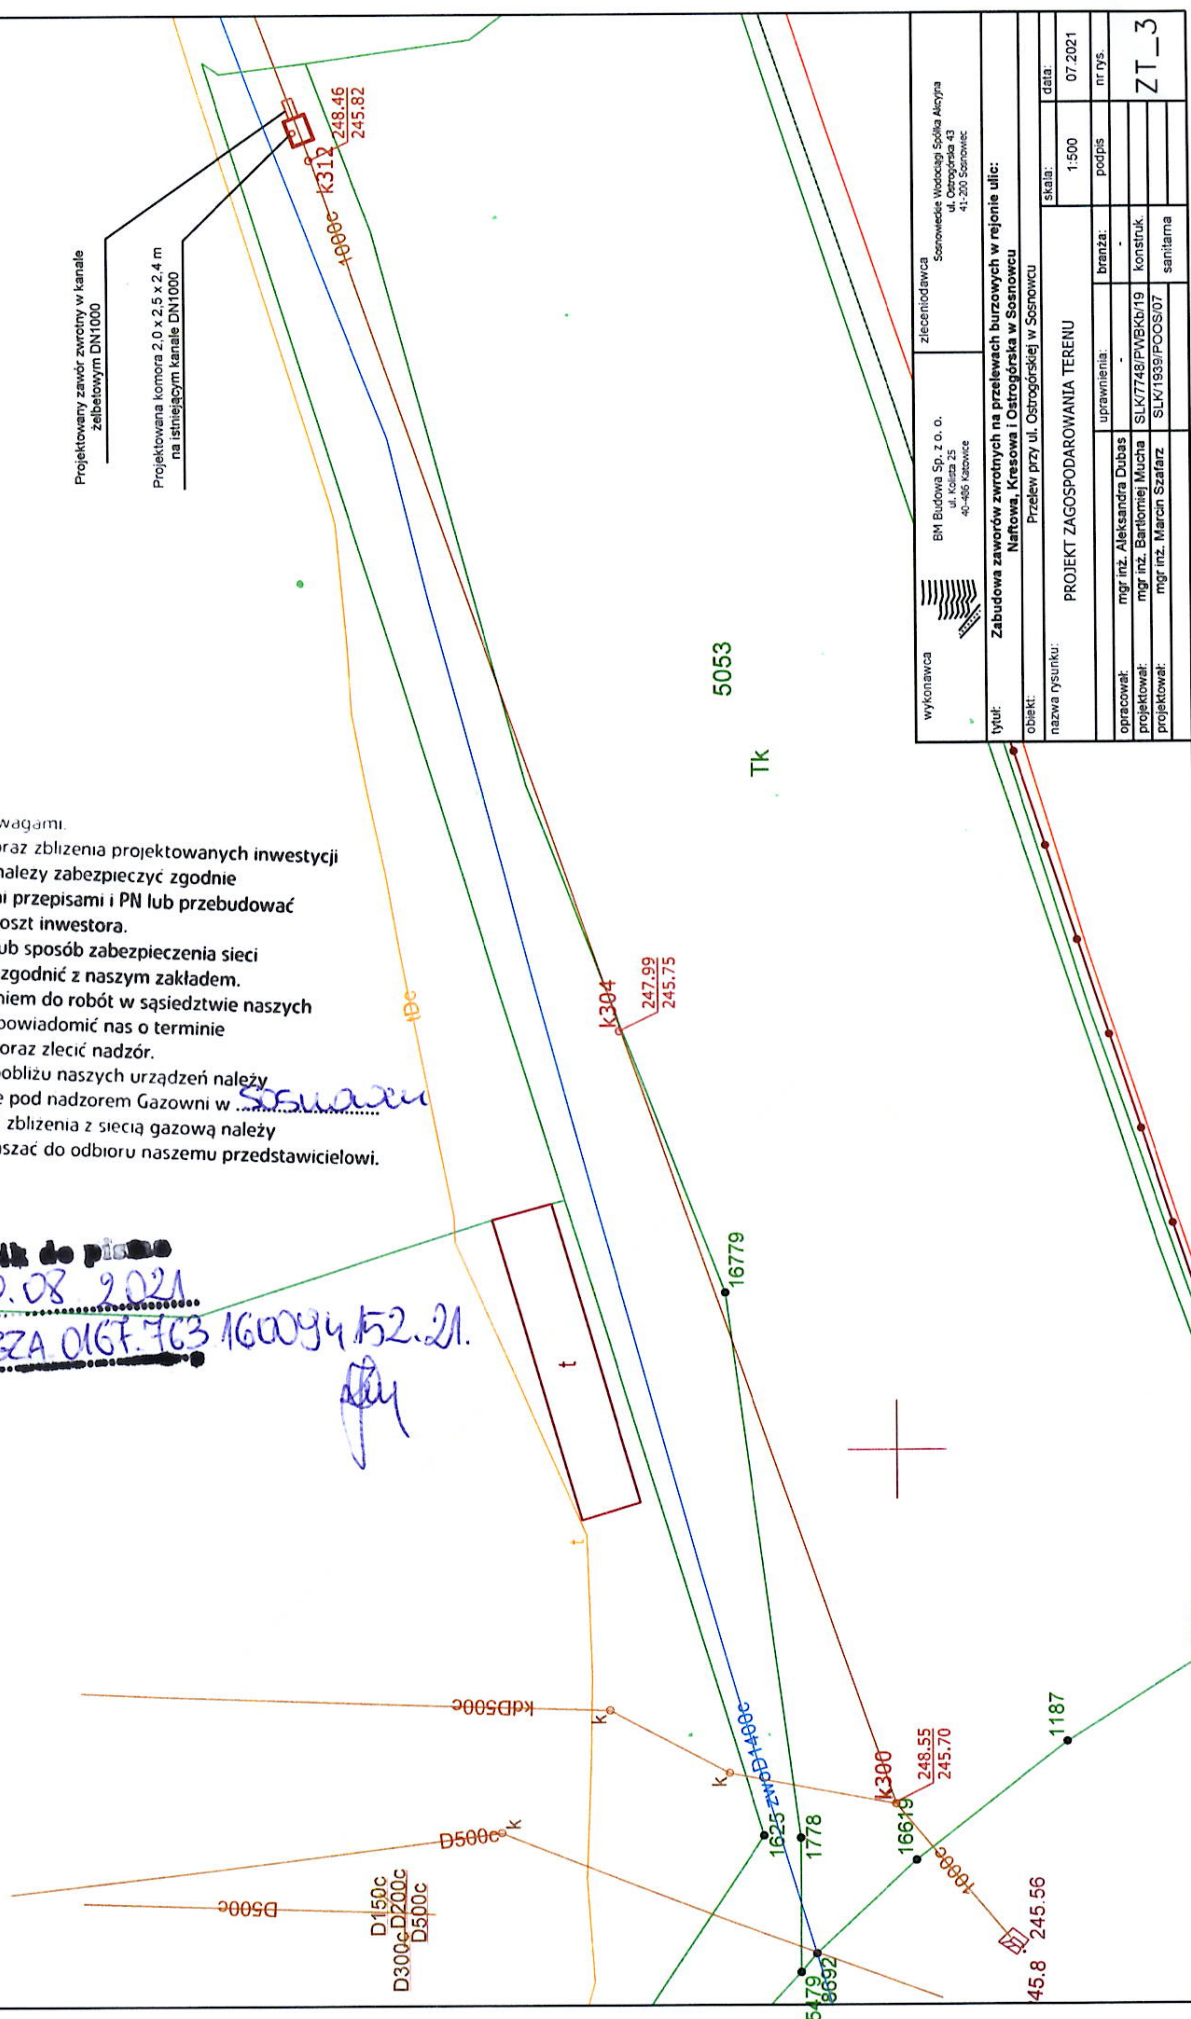 Projektowany zawór zwrotny w kanale
żelbetowym DN1000
Projektowana komora 2,0 x 2,5 x 2,4 m
na istniejącym kanale DN1000
k312
248.46
245.82
1000c
wykonawca
BM Budowa Sp. z o. o.
ul. Kolista 25
40-486 Katowice
zleceniodawca
Sosnowieckie Wodociągi Spółka Akcyjna
ul. Ostrogórska 43
41-200 Sosnowiec
tytuł:
Zabudowa zaworów zwrotnych na przelewach burzowych w rejonie ulic:
Naftowa, Kresowa i Ostrogórska w Sosnowcu
obiekt:
Przelew przy ul. Ostrogórskiej w Sosnowcu
nazwa rysunku:
PROJEKT ZAGOSPODAROWANIA TERENU
skala:
1:500
data:
07.2021
uprawnienia:
branża:
podpis
nr rys.
opracował: mgr inż. Aleksandra Dubas - -
projektował: mgr inż. Bartłomiej Mucha SLK/7748/PWBKb/19 konstruk.
projektował: mgr inż. Marcin Szafarz SLK/1939/POOS/07 sanitarna
ZT_3
5053
Tk
wagami.
oraz zbliżenia projektowanych inwestycji
należy zabezpieczyć zgodnie
i przepisami i PN lub przebudować
oszt inwestora.
ub sposób zabezpieczenia sieci
zgodnić z naszym zakładem.
niem do robót w sąsiedztwie naszych
powiadomić nas o terminie
oraz zlecić nadzór.
obliżu naszych urządzeń należy
e pod nadzorem Gazowni w Sosnowcu
zbliżenia z siecią gazową należy
szać do odbioru naszemu przedstawicielowi.
tDc
k304
247.99
245.75
do pismo
.08 2021
GZA 0167.763.160094.152.21.
16779
t
t
kdD500c
k
k
zwoD1400c
k300
248.55
245.70
1187
1625
1778
16619
1000c
D500c
k
D500c
D150c
D300c D200c
D500c
5479
8692
245.56
45.8